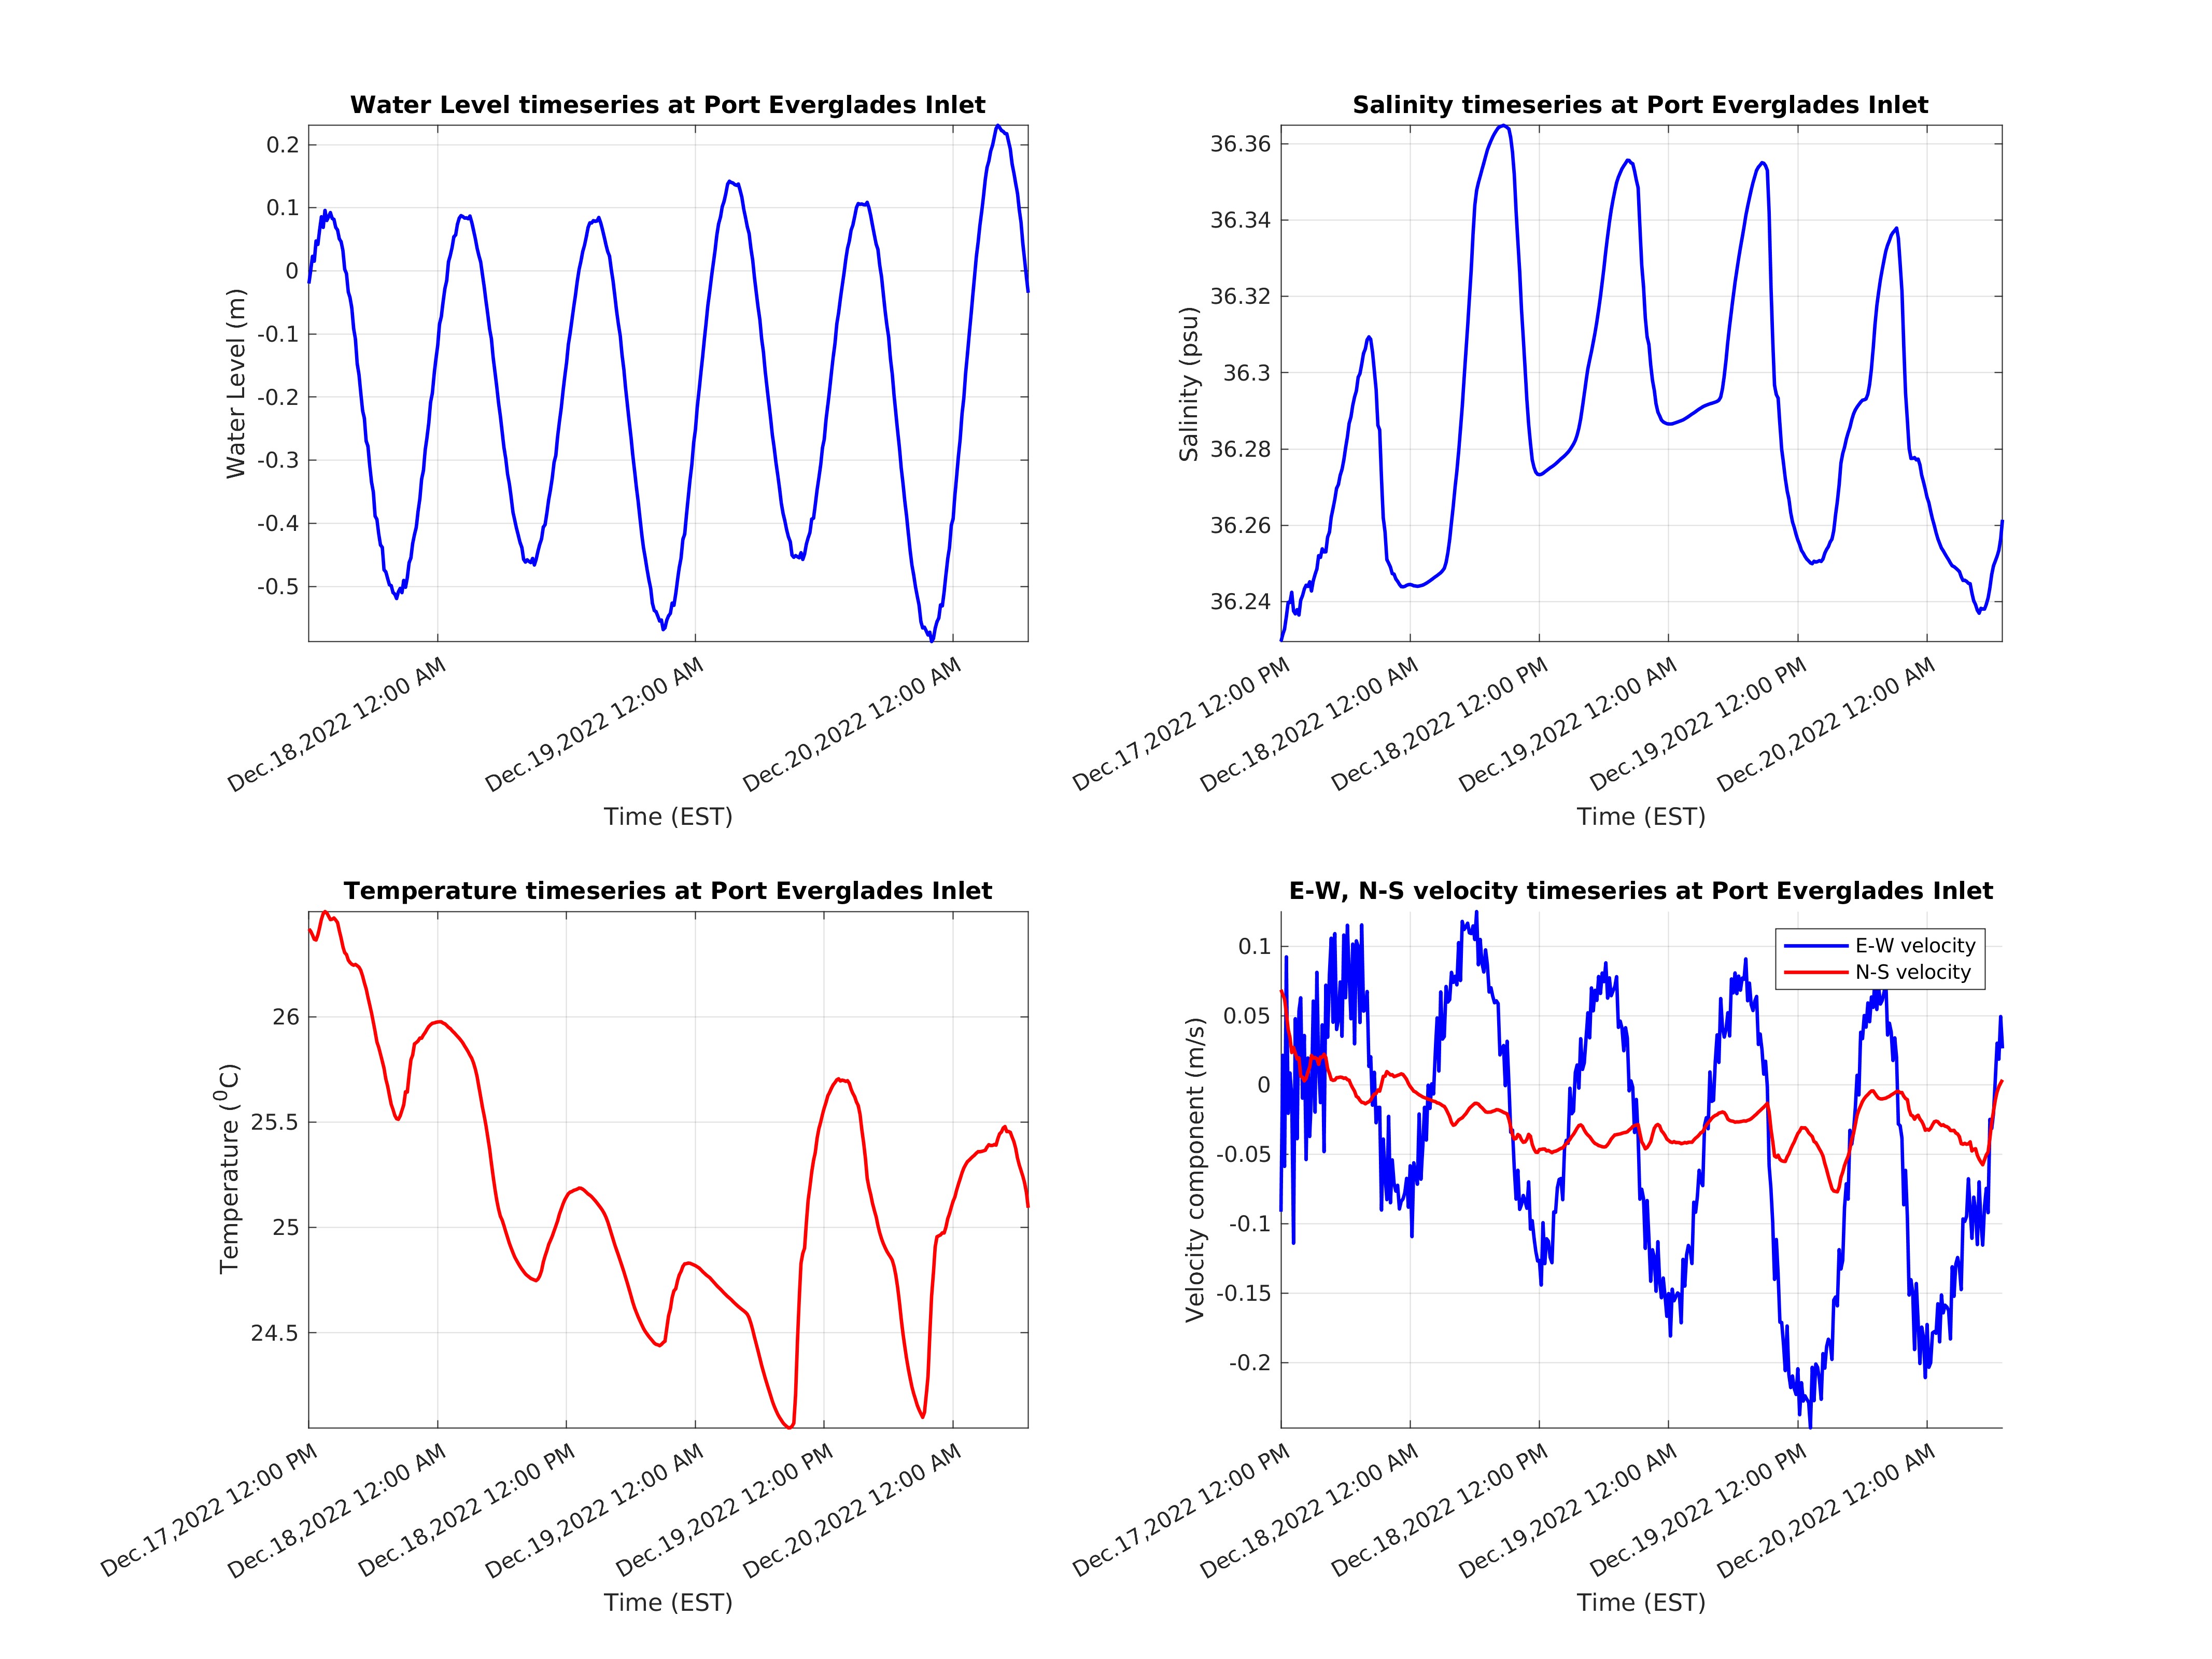 Water Level timeseries at Port Everglades Inlet
0.2
0.1
0
-0.1
-0.2
-0.3
-0.4
-0.5
Water Level (m)
Dec.18,2022 12:00 AM
Dec.19,2022 12:00 AM
Dec.20,2022 12:00 AM
Time (EST)
Salinity timeseries at Port Everglades Inlet
36.36
36.34
36.32
36.3
36.28
36.26
36.24
Salinity (psu)
Dec.17,2022 12:00 PM
Dec.18,2022 12:00 AM
Dec.18,2022 12:00 PM
Dec.19,2022 12:00 AM
Dec.19,2022 12:00 PM
Dec.20,2022 12:00 AM
Time (EST)
Temperature timeseries at Port Everglades Inlet
26
25.5
25
24.5
Temperature (⁰C)
Dec.17,2022 12:00 PM
Dec.18,2022 12:00 AM
Dec.18,2022 12:00 PM
Dec.19,2022 12:00 AM
Dec.19,2022 12:00 PM
Dec.20,2022 12:00 AM
Time (EST)
E-W, N-S velocity timeseries at Port Everglades Inlet
E-W velocity
N-S velocity
0.1
0.05
0
-0.05
-0.1
-0.15
-0.2
Velocity component (m/s)
Dec.17,2022 12:00 PM
Dec.18,2022 12:00 AM
Dec.18,2022 12:00 PM
Dec.19,2022 12:00 AM
Dec.19,2022 12:00 PM
Dec.20,2022 12:00 AM
Time (EST)